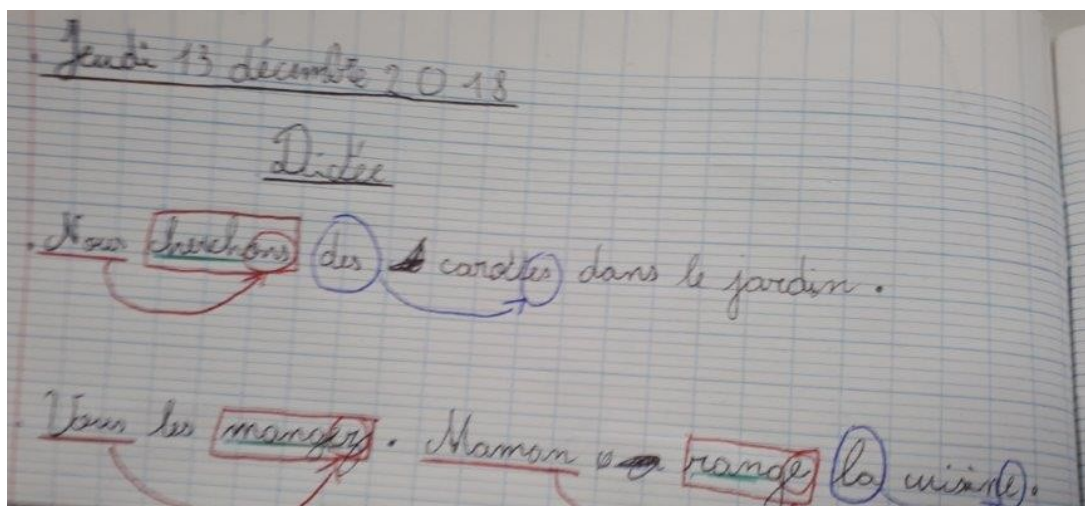 Jeudi 13 décembre 2018
Dictée
Nous cherchons des carottes dans le jardin.
Vous les mangez. Maman range la cuisine.